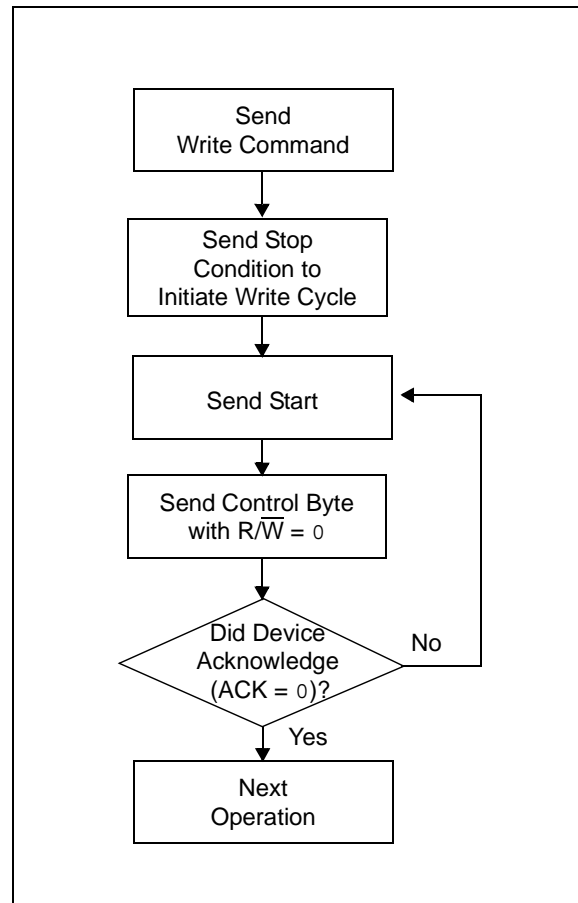 Send
Write Command
Send Stop
Condition to
Initiate Write Cycle
Send Start
Send Control Byte
with R/W̅ = 0
Did Device
Acknowledge
(ACK = 0)?
No
Yes
Next
Operation